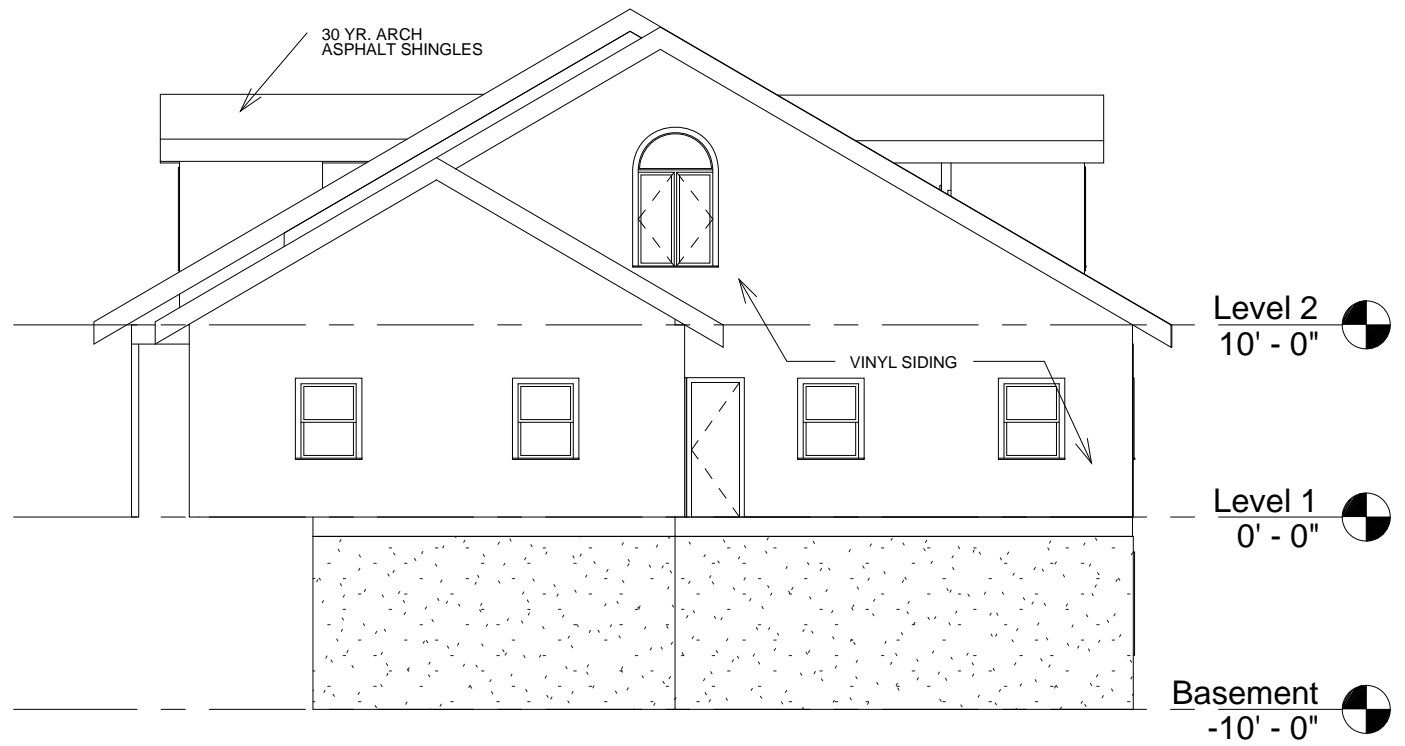 30 YR. ARCH
ASPHALT SHINGLES
Level 2
10' - 0"
VINYL SIDING
Level 1
0' - 0"
Basement
-10' - 0"